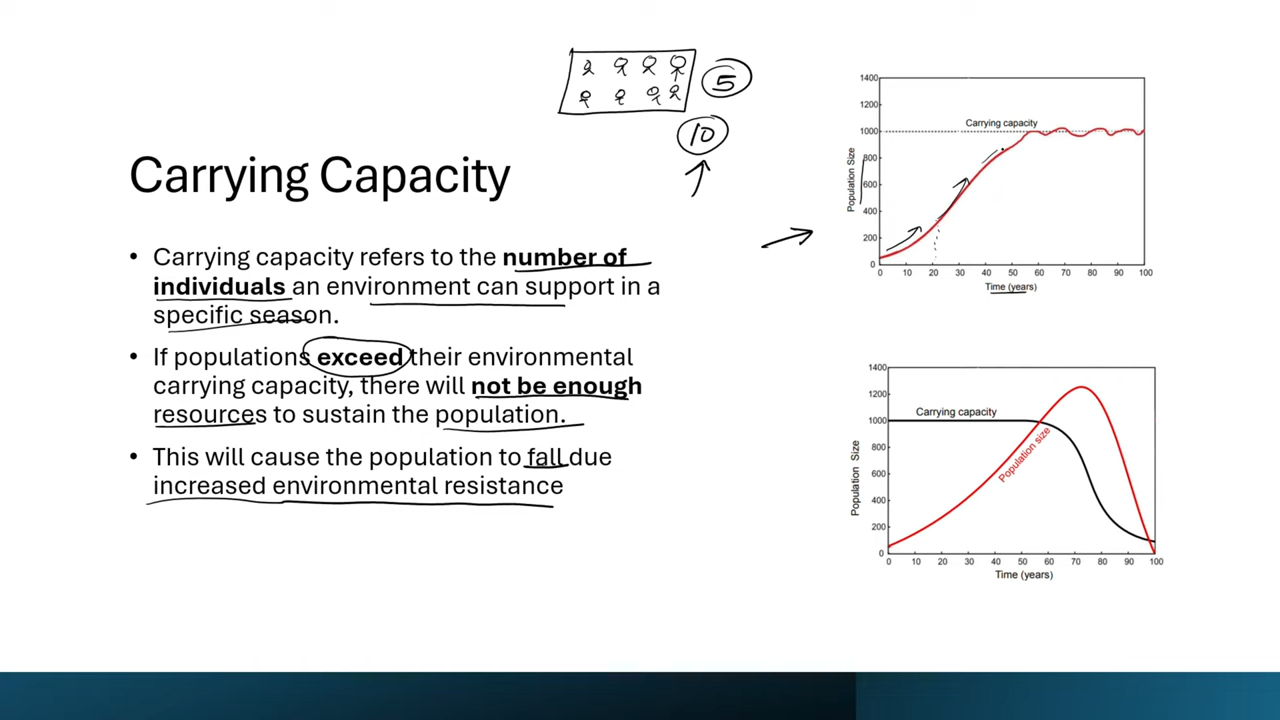 5
10
Carrying Capacity
• Carrying capacity refers to the number of
individuals an environment can support in a
specific season.
• If populations exceed their environmental
carrying capacity, there will not be enough
resources to sustain the population.
• This will cause the population to fall due
increased environmental resistance
1400
1200
Carrying capacity
1000
800
600
400
200
0
Population Size
0 10 20 30 40 50 60 70 80 90 100
Time (years)
1400
1200
Carrying capacity
1000
800
600
400
200
0
Population Size
Population size
0 10 20 30 40 50 60 70 80 90 100
Time (years)